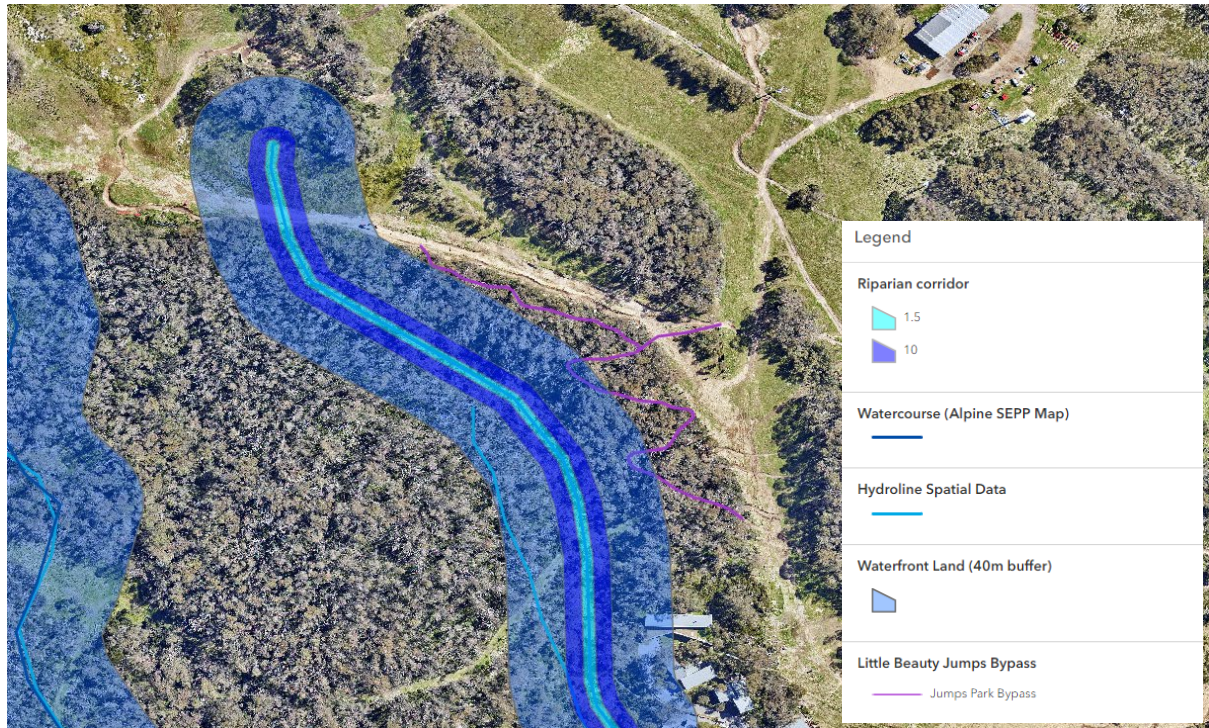 Legend
Riparian corridor
1.5
10
Watercourse (Alpine SEPP Map)
Hydroline Spatial Data
Waterfront Land (40m buffer)
Little Beauty Jumps Bypass
Jumps Park Bypass